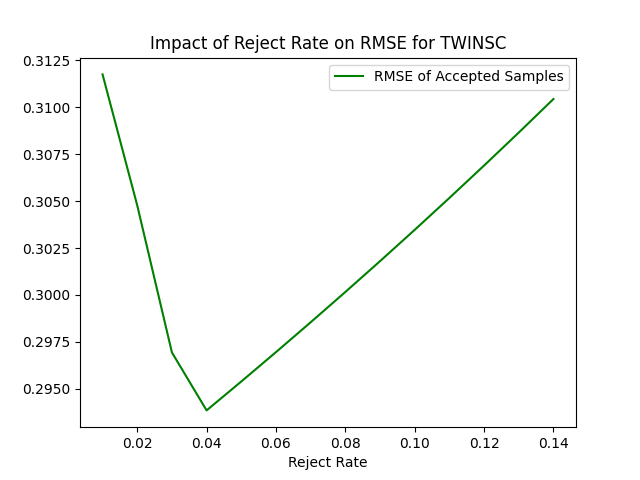 Impact of Reject Rate on RMSE for TWINSC
RMSE of Accepted Samples
0.3125
0.3100
0.3075
0.3050
0.3025
0.3000
0.2975
0.2950
0.02 0.04 0.06 0.08 0.10 0.12 0.14
Reject Rate